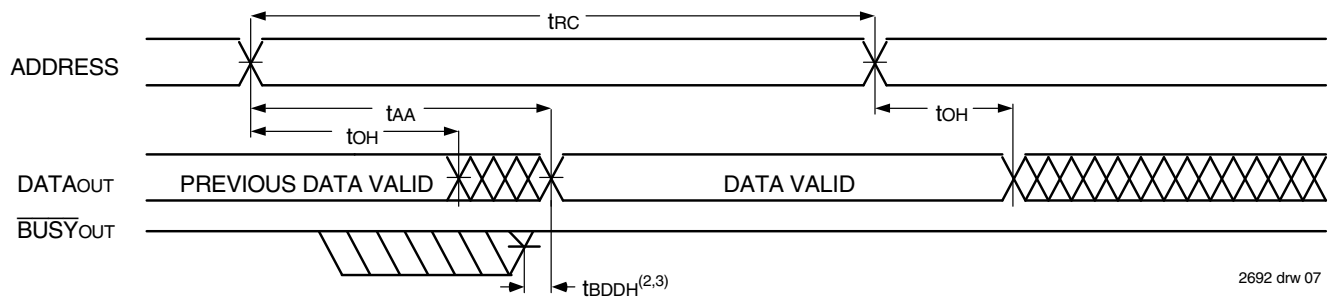 tRC
ADDRESS
tAA
tOH
tOH
DATAOUT
PREVIOUS DATA VALID
DATA VALID
BUSYOUT
tBDDH(2,3)
2692 drw 07